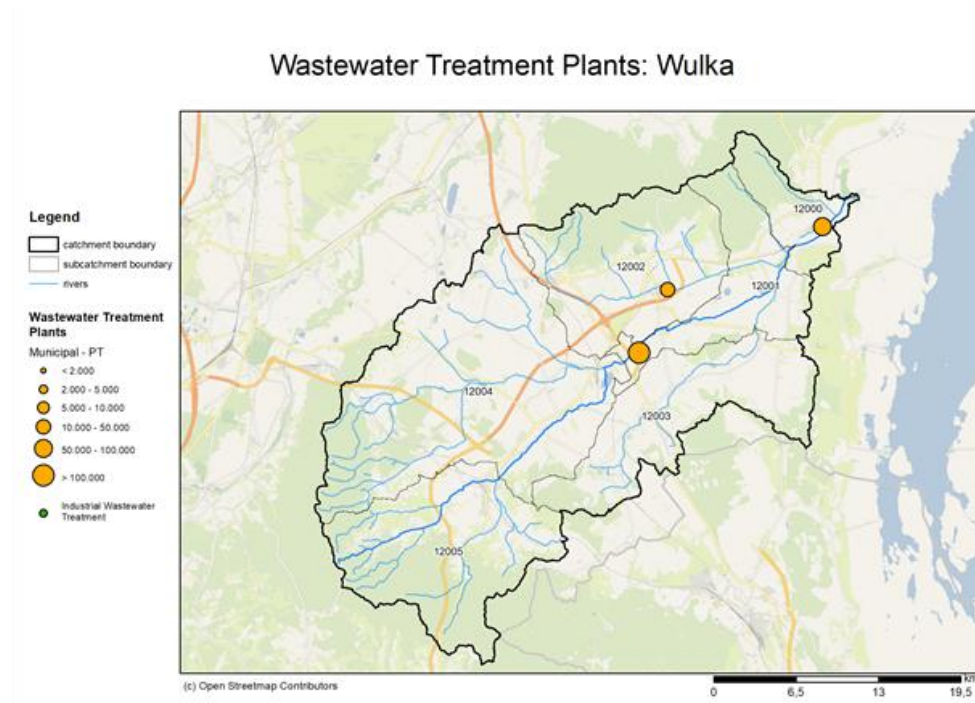 Wastewater Treatment Plants: Wulka
Legend
catchment boundary
subcatchment boundary
rivers
Wastewater Treatment
Plants
Municipal - PT
< 2.000
2.000 - 5.000
5.000 - 10.000
10.000 - 50.000
50.000 - 100.000
> 100.000
Industrial Wastewater
Treatment
12000
12002
12001
12004
12003
12005
(c) Open Streetmap Contributors
km
0 6,5 13 19,5